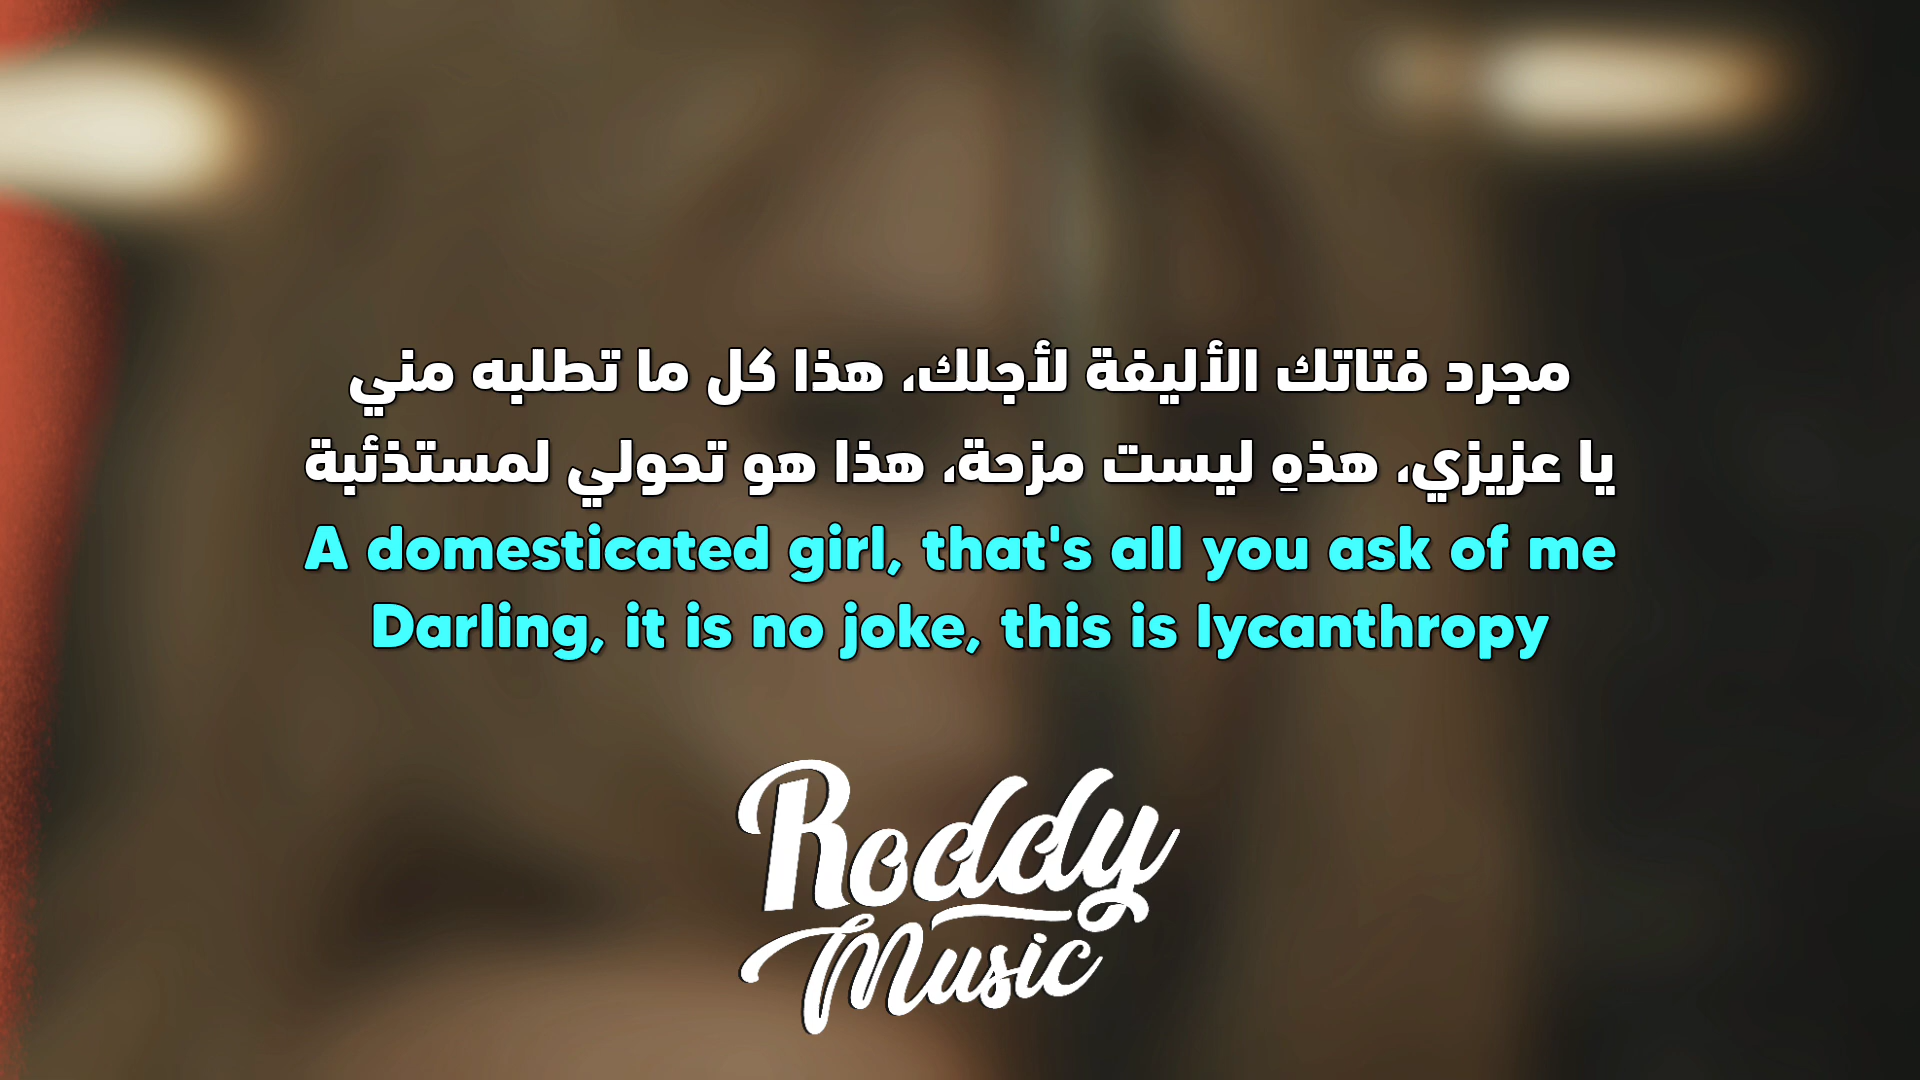 مجرد فتاتك الأليفة لأجلك، هذا كل ما تطلبه مني
يا عزيزي، هذهِ ليست مزحة، هذا هو تحولي لمستذئبة
A domesticated girl, that's all you ask of me
Darling, it is no joke, this is lycanthropy
Roddy
Music